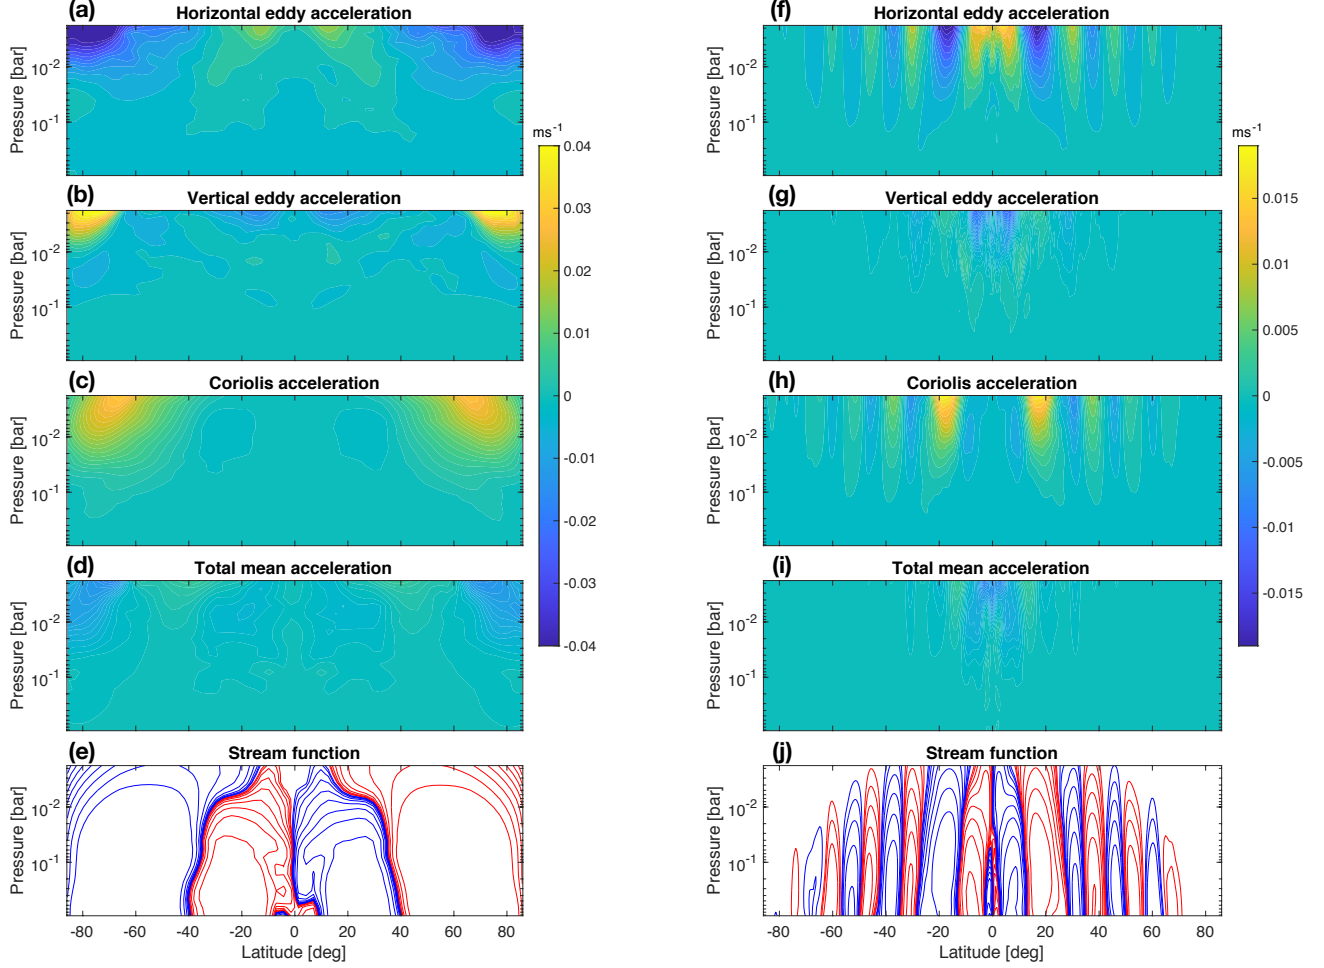 (a)
Horizontal eddy acceleration
Pressure [bar]
10-2
10-1
(b)
Vertical eddy acceleration
Pressure [bar]
10-2
10-1
(c)
Coriolis acceleration
Pressure [bar]
10-2
10-1
(d)
Total mean acceleration
Pressure [bar]
10-2
10-1
(e)
Stream function
Pressure [bar]
10-2
10-1
-80 -60 -40 -20 0 20 40 60 80
Latitude [deg]
ms-1
0.04
0.03
0.02
0.01
0
-0.01
-0.02
-0.03
-0.04
(f)
Horizontal eddy acceleration
Pressure [bar]
10-2
10-1
(g)
Vertical eddy acceleration
Pressure [bar]
10-2
10-1
(h)
Coriolis acceleration
Pressure [bar]
10-2
10-1
(i)
Total mean acceleration
Pressure [bar]
10-2
10-1
(j)
Stream function
Pressure [bar]
10-2
10-1
-80 -60 -40 -20 0 20 40 60 80
Latitude [deg]
ms-1
0.015
0.01
0.005
0
-0.005
-0.01
-0.015